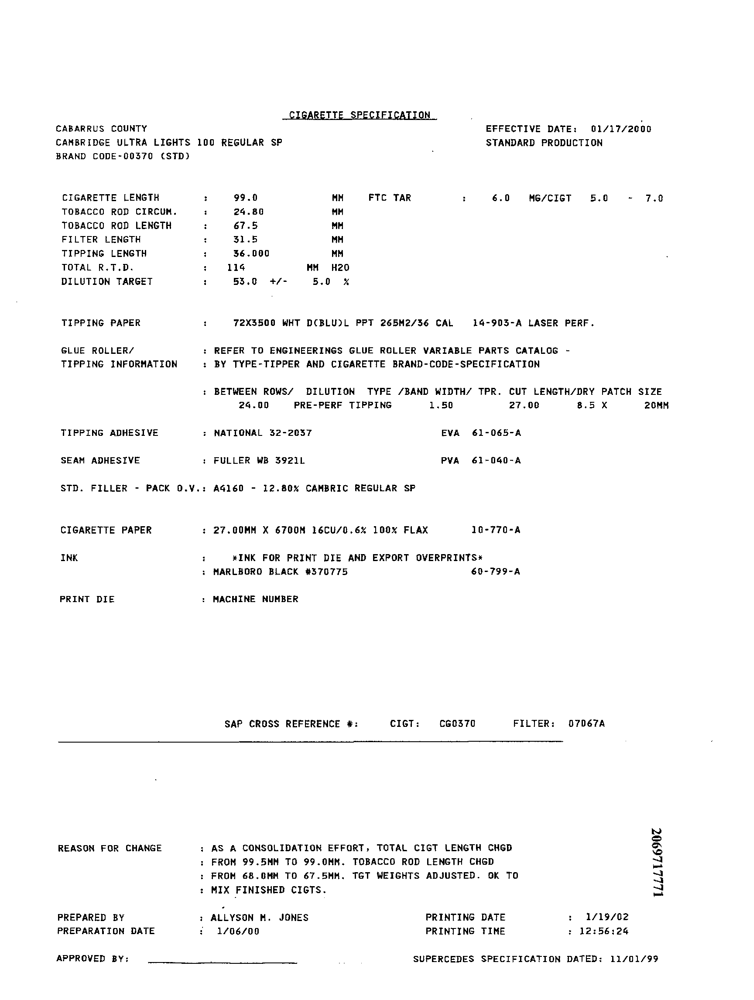 CIGARETTE SPECIFICATION
CABARRUS COUNTY EFFECTIVE DATE: 01/17/2000
CAMBRIDGE ULTRA LIGHTS 100 REGULAR SP STANDARD PRODUCTION
BRAND CODE-00370 (STD)
CIGARETTE LENGTH : 99.0 MM FTC TAR : 6.0 MG/CIGT 5.0 - 7.0
TOBACCO ROD CIRCUM. : 24.80 MM
TOBACCO ROD LENGTH : 67.5 MM
FILTER LENGTH : 31.5 MM
TIPPING LENGTH : 36.000 MM
TOTAL R.T.D. : 114 MM H2O
DILUTION TARGET : 53.0 +/- 5.0 %
TIPPING PAPER : 72X3500 WHT D(BLU)L PPT 265M2/36 CAL 14-903-A LASER PERF.
GLUE ROLLER/ : REFER TO ENGINEERINGS GLUE ROLLER VARIABLE PARTS CATALOG -
TIPPING INFORMATION : BY TYPE-TIPPER AND CIGARETTE BRAND-CODE-SPECIFICATION
: BETWEEN ROWS/ DILUTION TYPE /BAND WIDTH/ TPR. CUT LENGTH/DRY PATCH SIZE
24.00 PRE-PERF TIPPING 1.50 27.00 8.5 X 20MM
TIPPING ADHESIVE : NATIONAL 32-2037 EVA 61-065-A
SEAM ADHESIVE : FULLER WB 3921L PVA 61-040-A
STD. FILLER - PACK O.V.: A4160 - 12.80% CAMBRIC REGULAR SP
CIGARETTE PAPER : 27.00MM X 6700M 16CU/0.6% 100% FLAX 10-770-A
INK : *INK FOR PRINT DIE AND EXPORT OVERPRINTS*
: MARLBORO BLACK #370775 60-799-A
PRINT DIE : MACHINE NUMBER
SAP CROSS REFERENCE #: CIGT: CG0370 FILTER: 07067A
2069717771
REASON FOR CHANGE : AS A CONSOLIDATION EFFORT, TOTAL CIGT LENGTH CHGD
: FROM 99.5MM TO 99.0MM. TOBACCO ROD LENGTH CHGD
: FROM 68.0MM TO 67.5MM. TGT WEIGHTS ADJUSTED. OK TO
: MIX FINISHED CIGTS.
PREPARED BY : ALLYSON M. JONES PRINTING DATE : 1/19/02
PREPARATION DATE : 1/06/00 PRINTING TIME : 12:56:24
APPROVED BY: SUPERCEDES SPECIFICATION DATED: 11/01/99